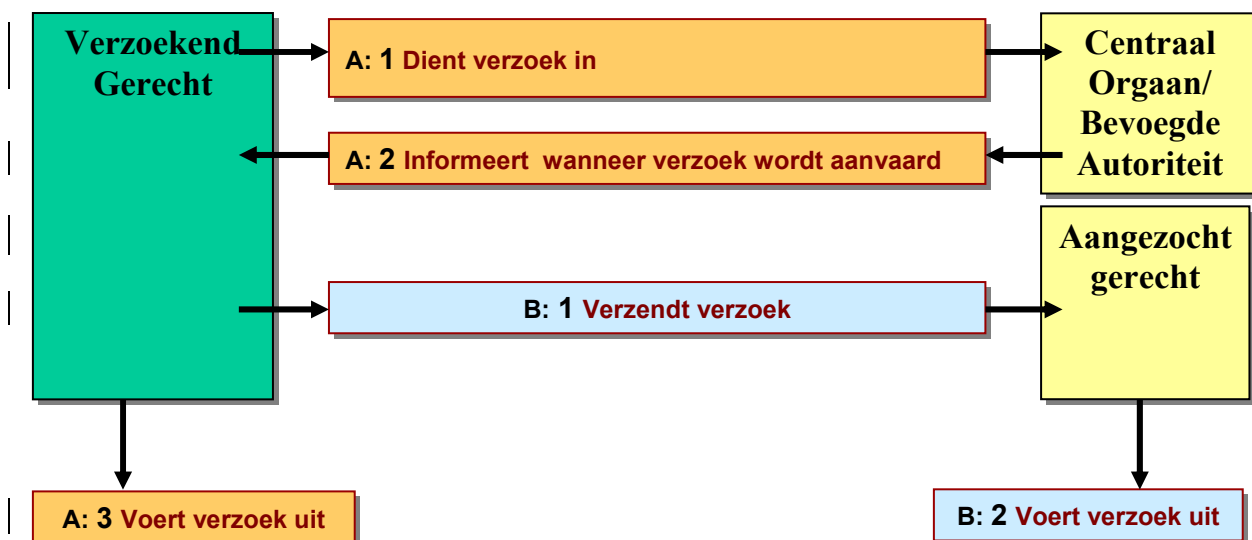 Verzoekend
Gerecht
A: 1 Dient verzoek in
Centraal
Orgaan/
Bevoegde
Autoriteit
A: 2 Informeert wanneer verzoek wordt aanvaard
Aangezocht
gerecht
B: 1 Verzendt verzoek
A: 3 Voert verzoek uit
B: 2 Voert verzoek uit